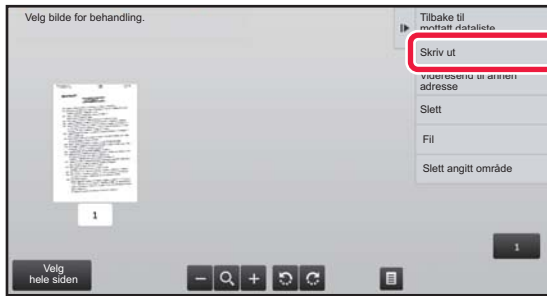 Velg bilde for behandling.
Tilbake til
mottatt dataliste
Skriv ut
Videresend til annen
adresse
Slett
Fil
Slett angitt område
1
1
Velg
hele siden